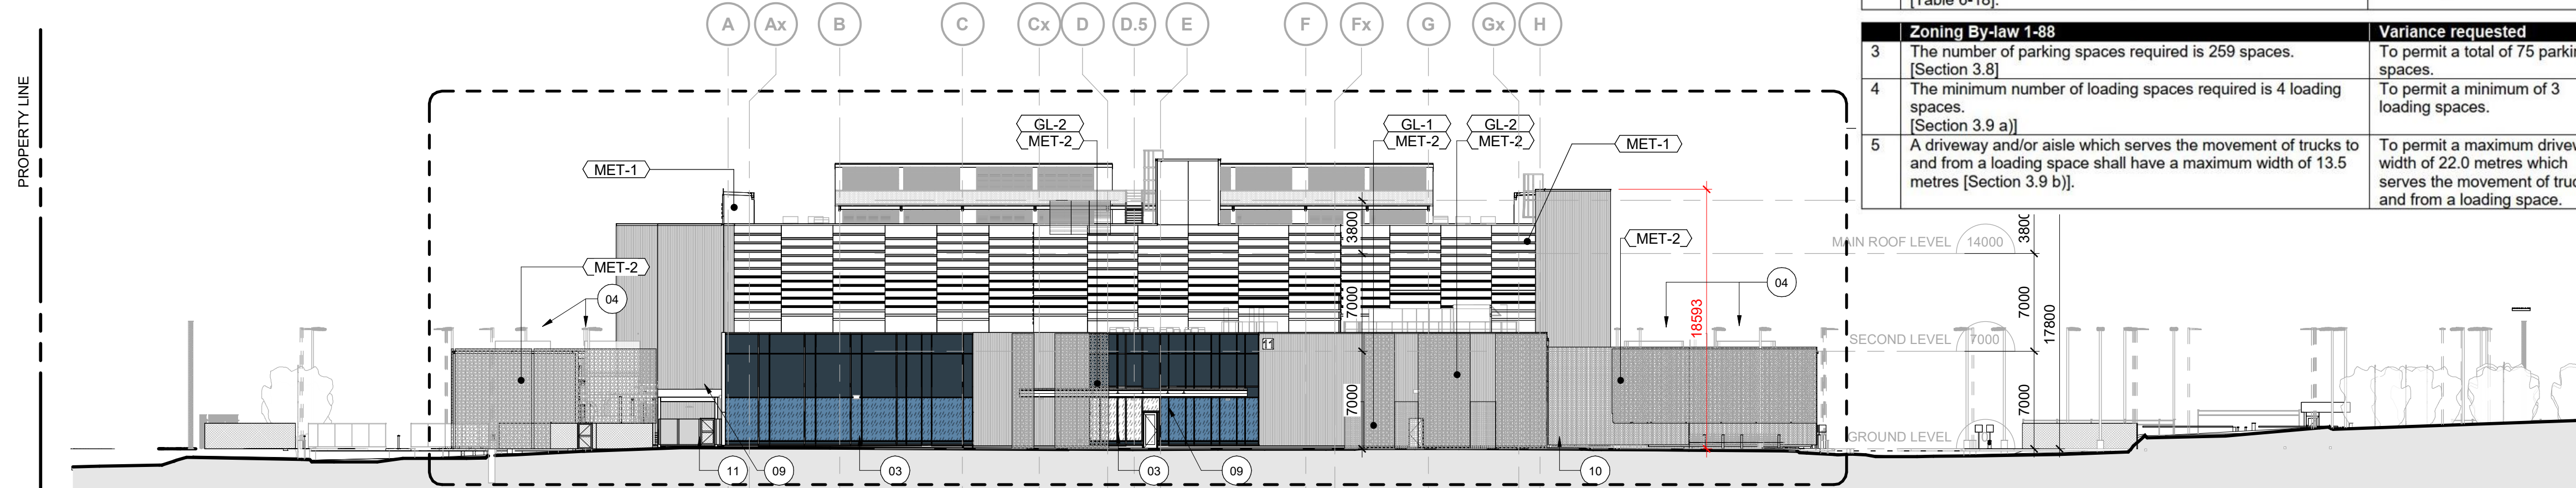 [Table 6-18].
Zoning By-law 1-88
Variance requested
3
The number of parking spaces required is 259 spaces.
[Section 3.8]
To permit a total of 75
spaces.
4
The minimum number of loading spaces required is 4 loading
spaces.
[Section 3.9 a)]
To permit a minimum of 3
loading spaces.
5
A driveway and/or aisle which serves the movement of trucks to
and from a loading space shall have a maximum width of 13.5
metres [Section 3.9 b)].
To permit a maximum
width of 22.0 metres which
serves the movement of
and from a loading space.
A
Ax
B
C
Cx
D
D.5
E
F
Fx
G
Gx
H
PROPERTY LINE
GL-2
MET-2
GL-1
MET-2
GL-2
MET-2
MET-1
MET-1
MET-2
MET-2
04
04
3800
7000
7000
18593
MAIN ROOF LEVEL
14000
SECOND LEVEL
7000
GROUND LEVEL
3800
7000
7000
17800
11
11
09
03
03
09
10